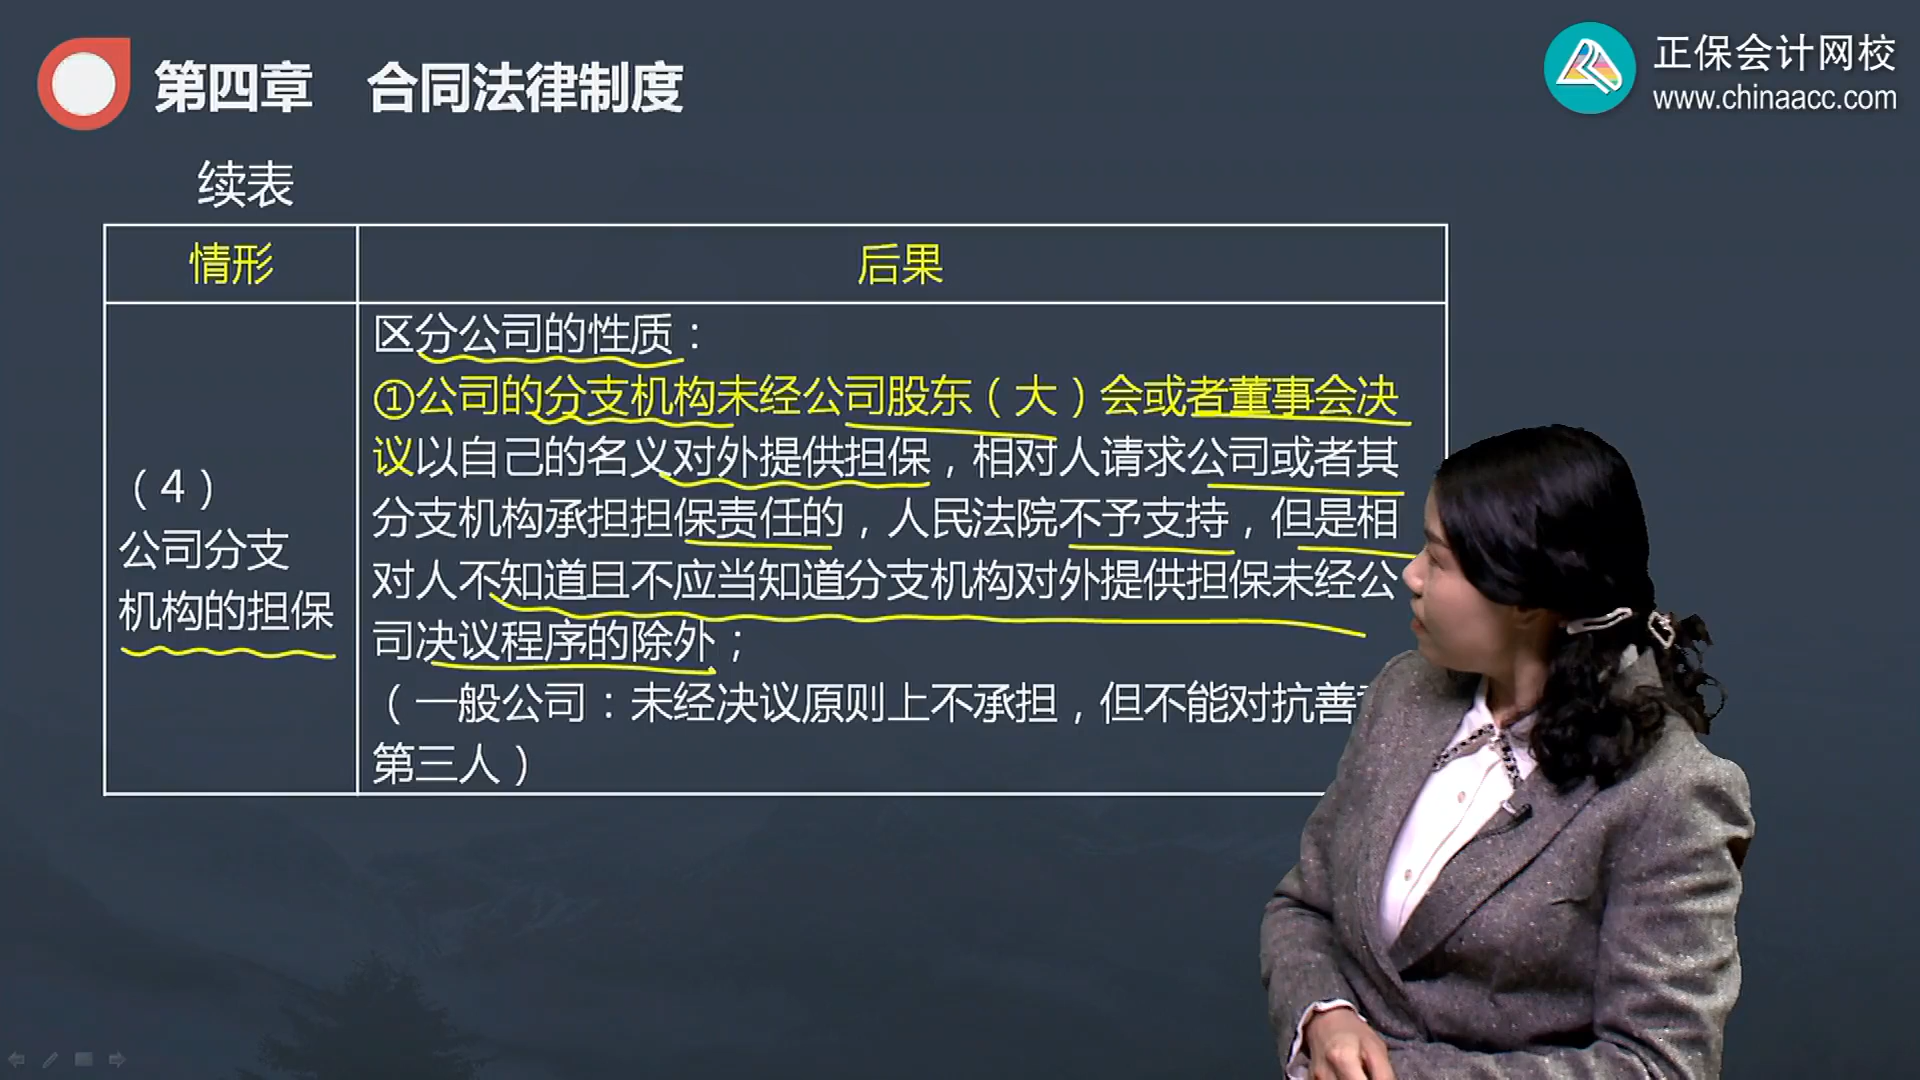 第四章 合同法律制度
正保会计网校
www.chinaacc.com
续表
情形
后果
（4）
公司分支
机构的担保
区分公司的性质：
①公司的分支机构未经公司股东（大）会或者董事会决
议以自己的名义对外提供担保，相对人请求公司或者其
分支机构承担担保责任的，人民法院不予支持，但是相
对人不知道且不应当知道分支机构对外提供担保未经公
司决议程序的除外；
（一般公司：未经决议原则上不承担，但不能对抗善
第三人）